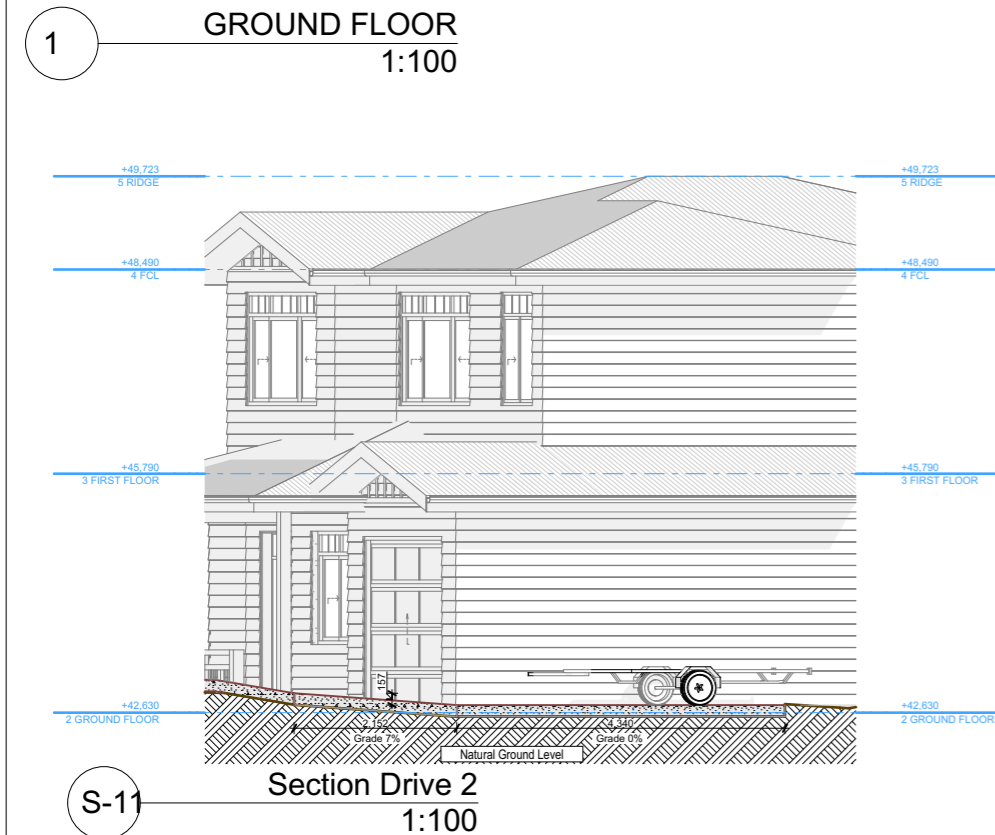 1
GROUND FLOOR
1:100
+49,723
5 RIDGE
+49,723
5 RIDGE
+48,490
4 FCL
+48,490
4 FCL
+45,790
3 FIRST FLOOR
+45,790
3 FIRST FLOOR
157
+42,630
2 GROUND FLOOR
+42,630
2 GROUND FLOOR
2,152
Grade 7%
4,340
Grade 0%
Natural Ground Level
S-11
Section Drive 2
1:100